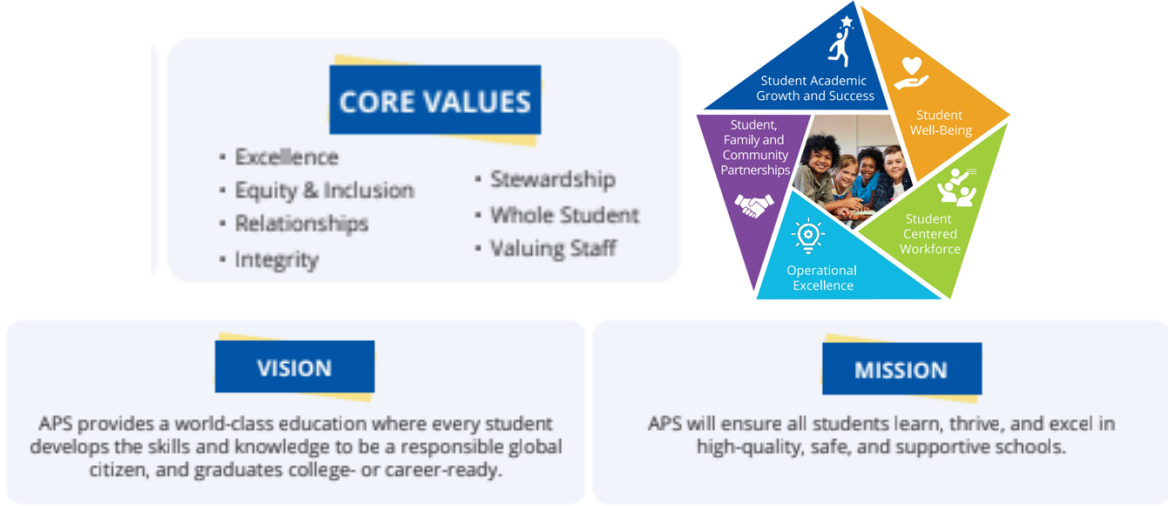 CORE VALUES
▪ Excellence
▪ Equity & Inclusion
▪ Relationships
▪ Integrity
▪ Stewardship
▪ Whole Student
▪ Valuing Staff
Student Academic
Growth and Success
Student
Well-Being
Student,
Family and
Community
Partnerships
Student
Centered
Workforce
Operational
Excellence
VISION
APS provides a world-class education where every student
develops the skills and knowledge to be a responsible global
citizen, and graduates college- or career-ready.
MISSION
APS will ensure all students learn, thrive, and excel in
high-quality, safe, and supportive schools.